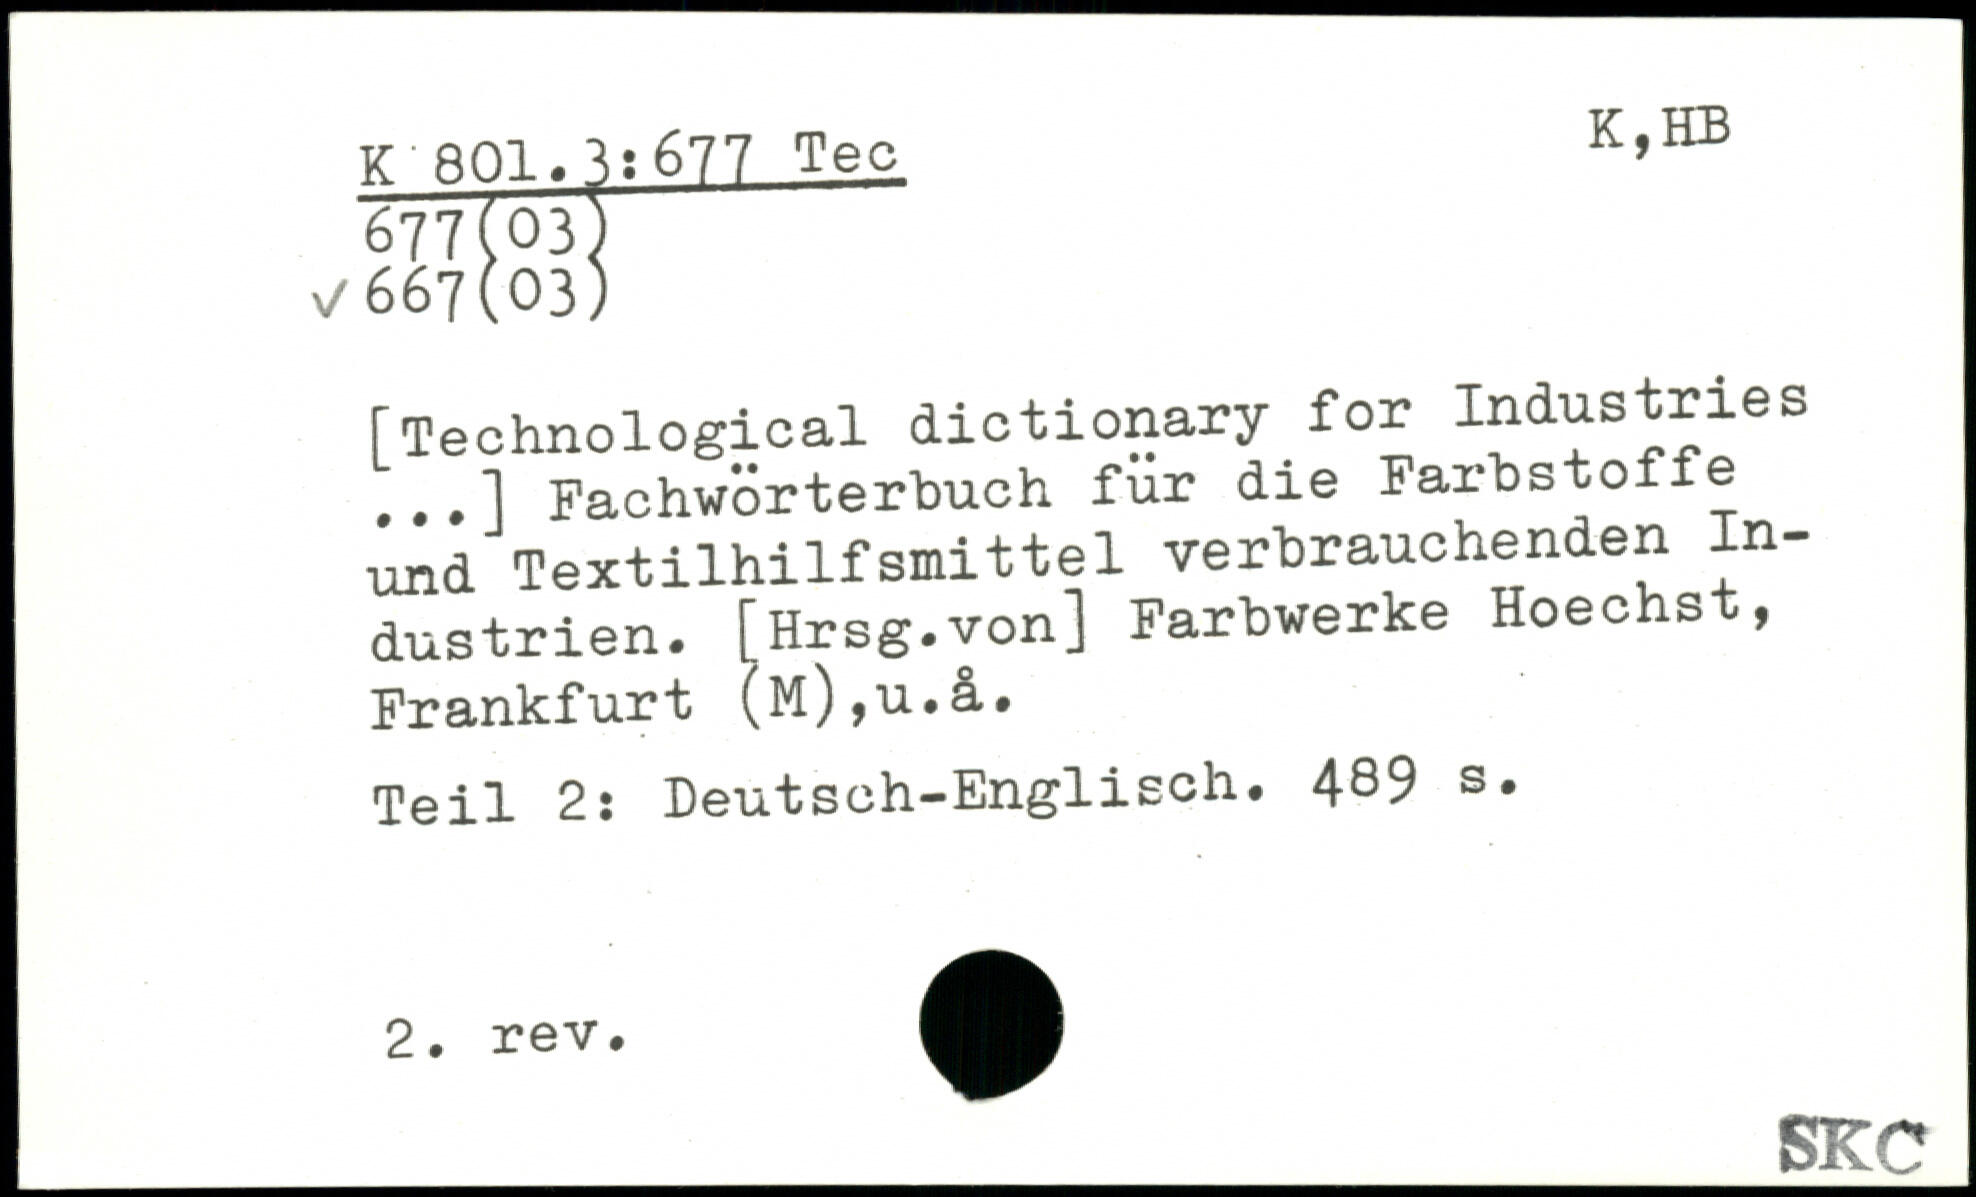 K 801.3:677 Tec
K,HB
677(03)
✓ 667(03)
[Technological dictionary for Industries
...] Fachwörterbuch für die Farbstoffe
und Textilhilfsmittel verbrauchenden In-
dustrien. [Hrsg.von] Farbwerke Hoechst,
Frankfurt (M),u.å.
Teil 2: Deutsch-Englisch. 489 s.
2. rev.
SKC